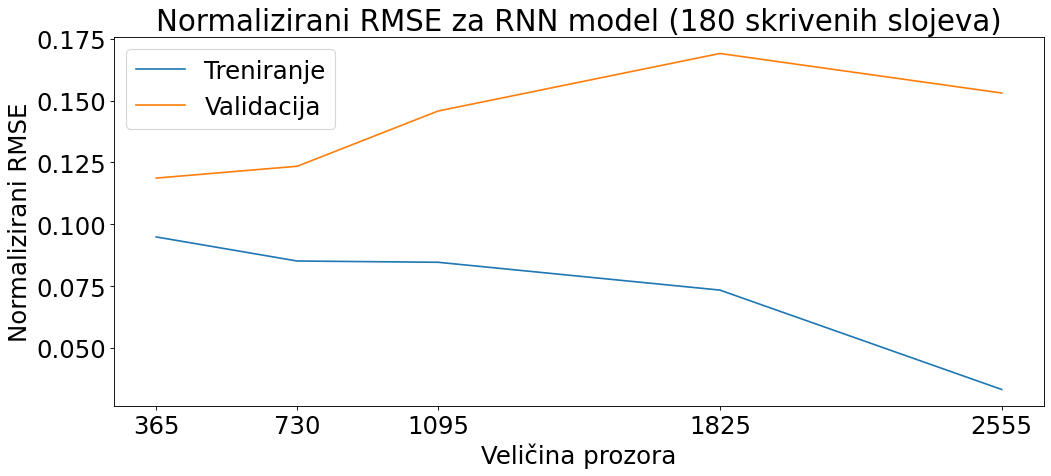 Normalizirani RMSE za RNN model (180 skrivenih slojeva)
Treniranje
Validacija
Normalizirani RMSE
0.175
0.150
0.125
0.100
0.075
0.050
365 730 1095 1825 2555
Veličina prozora